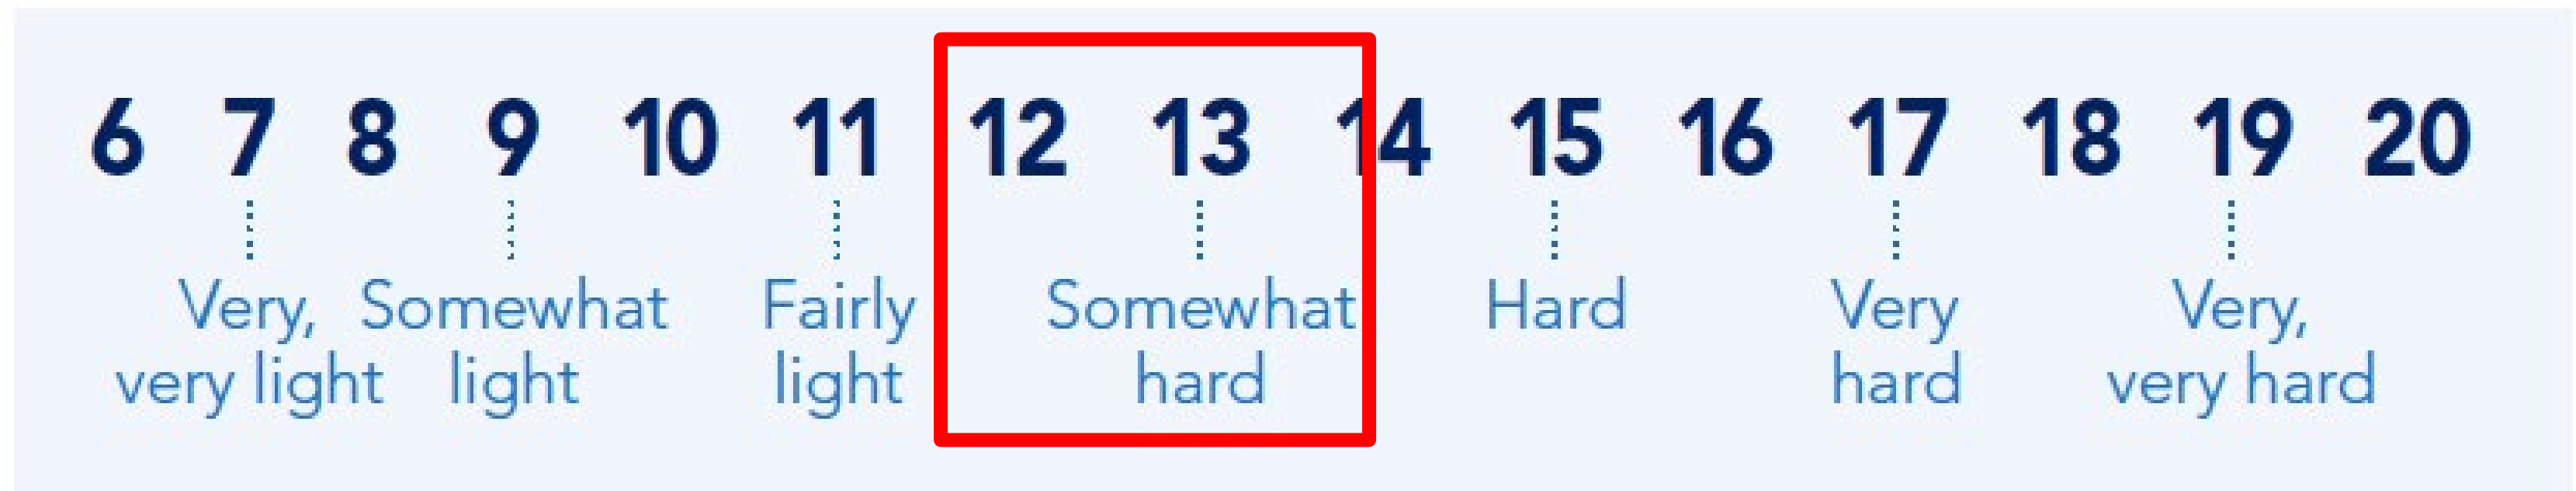 6 7 8 9 10 11 12 13 14 15 16 17 18 19 20
Very, Somewhat Fairly Somewhat Hard Very Very,
very light light light hard hard very hard